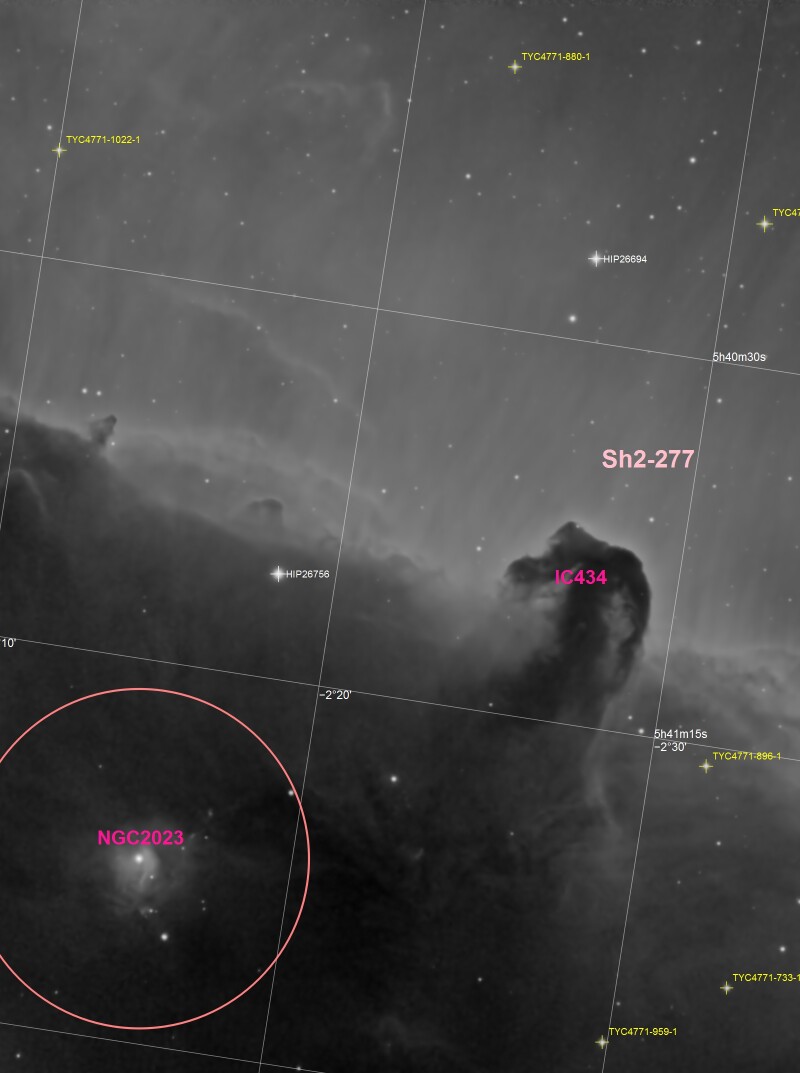 TYC4771-880-1
TYC4771-1022-1
TYC47
HIP26694
5h40m30s
Sh2-277
HIP26756
IC434
10'
−2°20'
5h41m15s
−2°30'
TYC4771-896-1
NGC2023
TYC4771-733-1
TYC4771-959-1